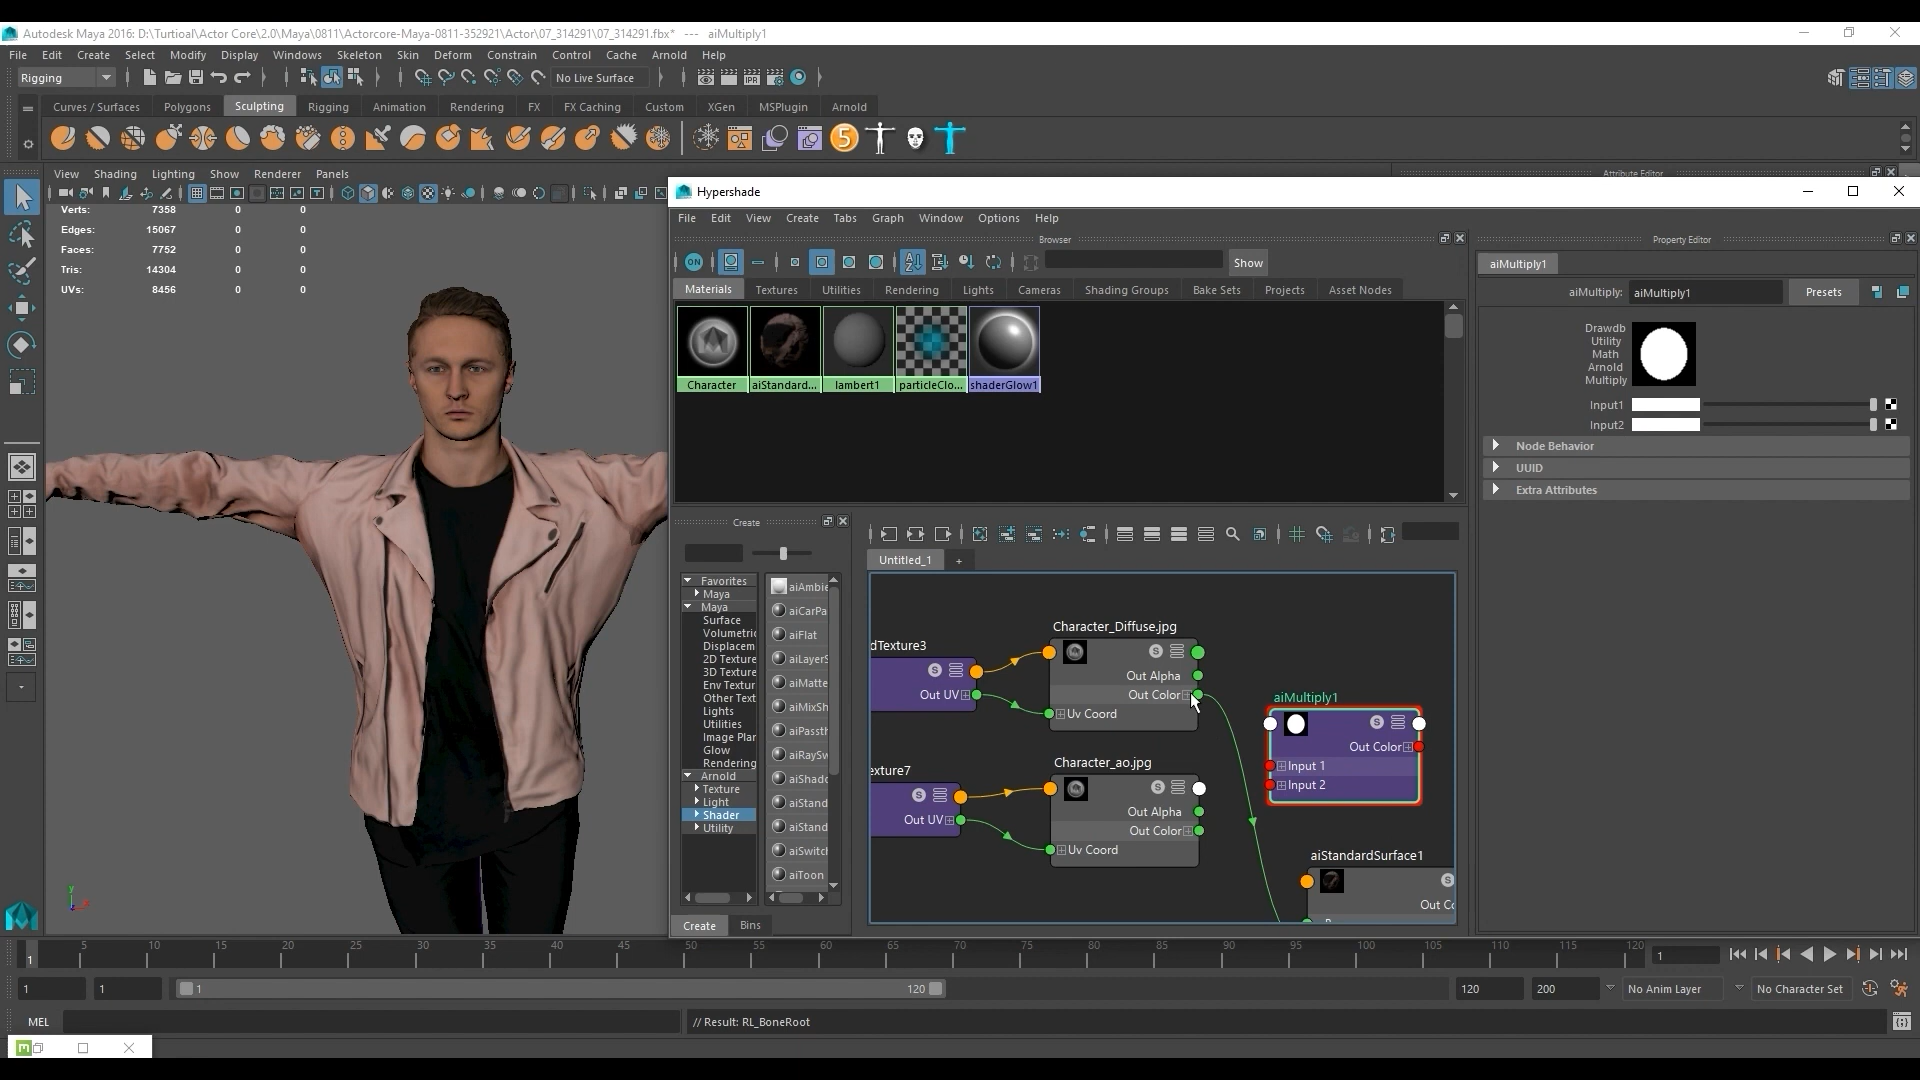 Autodesk Maya 2016: D:\Turtioal\Actor Core\2.0\Maya\0811\Actorcore-Maya-0811-352921\Actor\07_314291\07_314291.fbx* --- aiMultiply1
File Edit Create Select Modify Display Windows Skeleton Skin Deform Constrain Control Cache Arnold Help
Rigging No Live Surface IPR
Curves / Surfaces Polygons Sculpting Rigging Animation Rendering FX FX Caching Custom XGen MSPlugin Arnold
5
View Shading Lighting Show Renderer Panels
Attribute Editor
Hypershade
Verts: 7358 0 0
Edges: 15067 0 0
Faces: 7752 0 0
Tris: 14304 0 0
UVs: 8456 0 0
File Edit View Create Tabs Graph Window Options Help
Browser
ON Show
Materials Textures Utilities Rendering Lights Cameras Shading Groups Bake Sets Projects Asset Nodes
Character aiStandard... lambert1 particleClo... shaderGlow1
Property Editor
aiMultiply1
aiMultiply: aiMultiply1 Presets
Drawdb
Utility
Math
Arnold
Multiply
Input1
Input2
Node Behavior
UUID
Extra Attributes
Create
Favorites
Maya
Maya
Surface
Volumetric
Displacem
2D Texture
3D Texture
Env Textur
Other Text
Lights
Utilities
Image Plan
Glow
Rendering
Arnold
Texture
Light
Shader
Utility
aiAmbie
aiCarPa
aiFlat
aiLayerS
aiMatte
aiMixSh
aiPassth
aiRaySw
aiShado
aiStand
aiStand
aiSwitch
aiToon
Create Bins
Untitled_1 +
dTexture3
Out UV
Character_Diffuse.jpg
Out Alpha
Out Color
Uv Coord
exture7
Out UV
Character_ao.jpg
Out Alpha
Out Color
Uv Coord
aiMultiply1
Out Color
Input 1
Input 2
aiStandardSurface1
Out Co
y
5 10 15 20 25 30 35 40 45 50 55 60 65 70 75 80 85 90 95 100 105 110 115 120
1 1
1 1 1 120 120 200 No Anim Layer No Character Set
MEL // Result: RL_BoneRoot